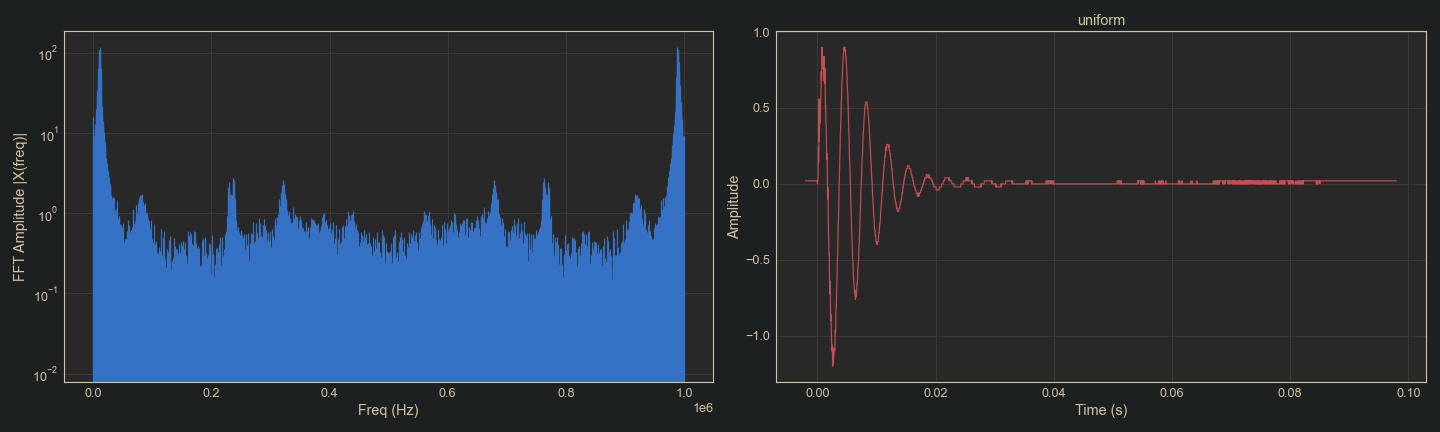 uniform
FFT Amplitude |X(freq)|
10²
10¹
10⁰
10⁻¹
10⁻²
0.0 0.2 0.4 0.6 0.8 1.0
1e6
Freq (Hz)
Amplitude
1.0
0.5
0.0
−0.5
−1.0
0.00 0.02 0.04 0.06 0.08 0.10
Time (s)